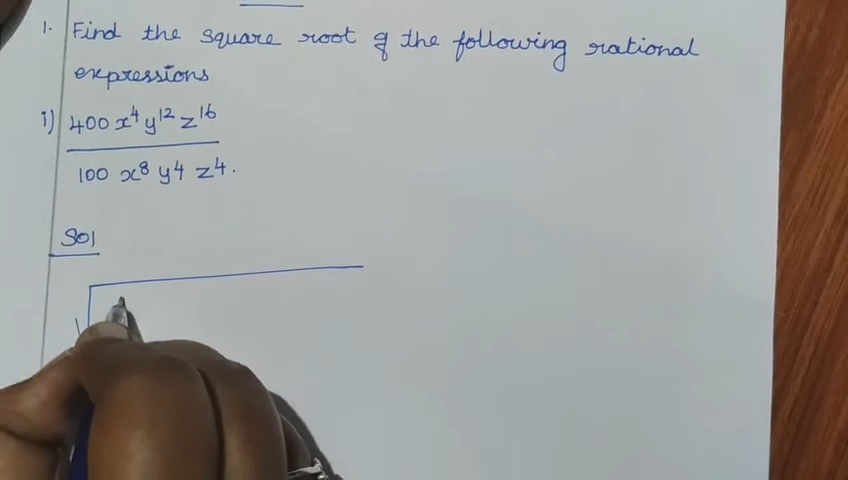 1. Find the square root of the following rational
expressions
i) 400 x⁴ y¹² z¹⁶
100 x⁸ y⁴ z⁴.
Sol